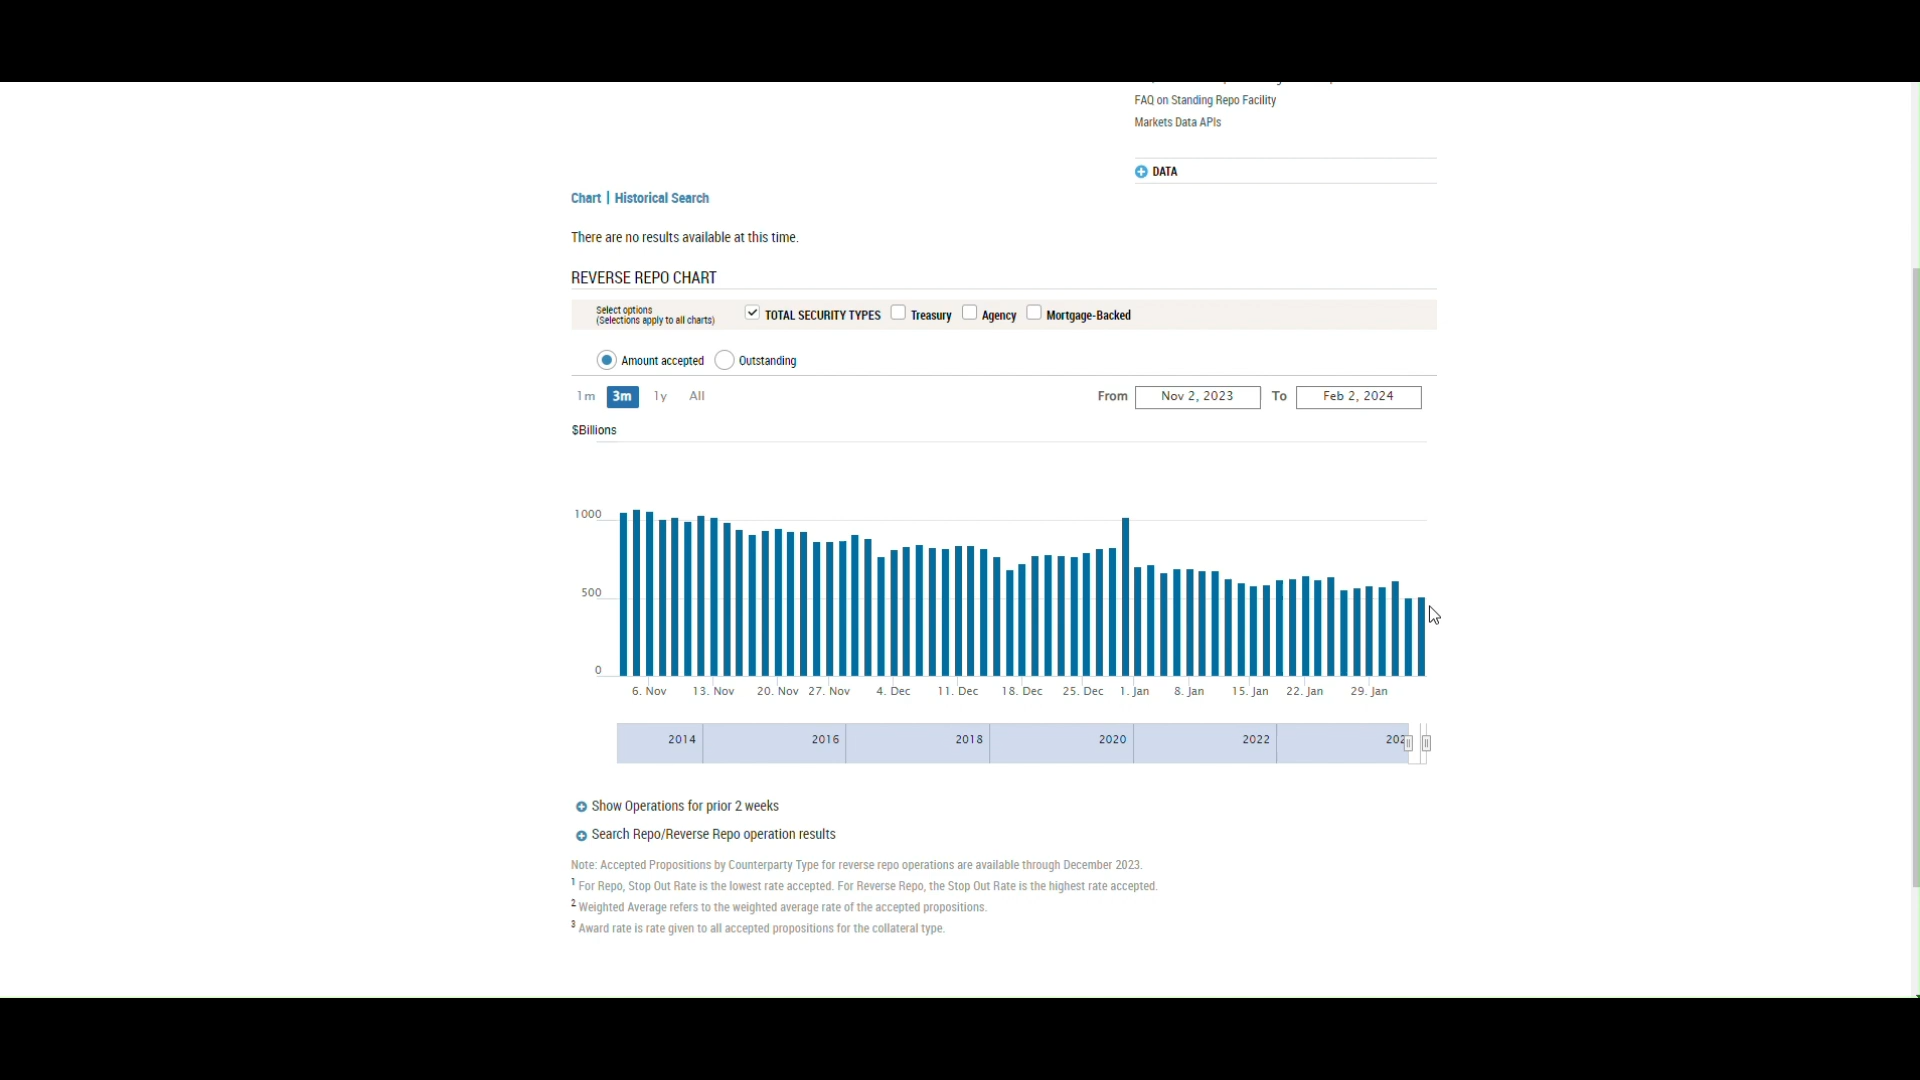 FAQ on Standing Repo Facility
Markets Data APIs
DATA
Chart | Historical Search
There are no results available at this time.
REVERSE REPO CHART
Select options
(Selections apply to all charts)
TOTAL SECURITY TYPES Treasury Agency Mortgage-Backed
Amount accepted Outstanding
1m 3m 1y All From Nov 2, 2023 To Feb 2, 2024
$Billions
1000
500
0
6. Nov 13. Nov 20. Nov 27. Nov 4. Dec 11. Dec 18. Dec 25. Dec 1. Jan 8. Jan 15. Jan 22. Jan 29. Jan
2014 2016 2018 2020 2022 202
Show Operations for prior 2 weeks
Search Repo/Reverse Repo operation results
Note: Accepted Propositions by Counterparty Type for reverse repo operations are available through December 2023.
1 For Repo, Stop Out Rate is the lowest rate accepted. For Reverse Repo, the Stop Out Rate is the highest rate accepted.
2 Weighted Average refers to the weighted average rate of the accepted propositions.
3 Award rate is rate given to all accepted propositions for the collateral type.